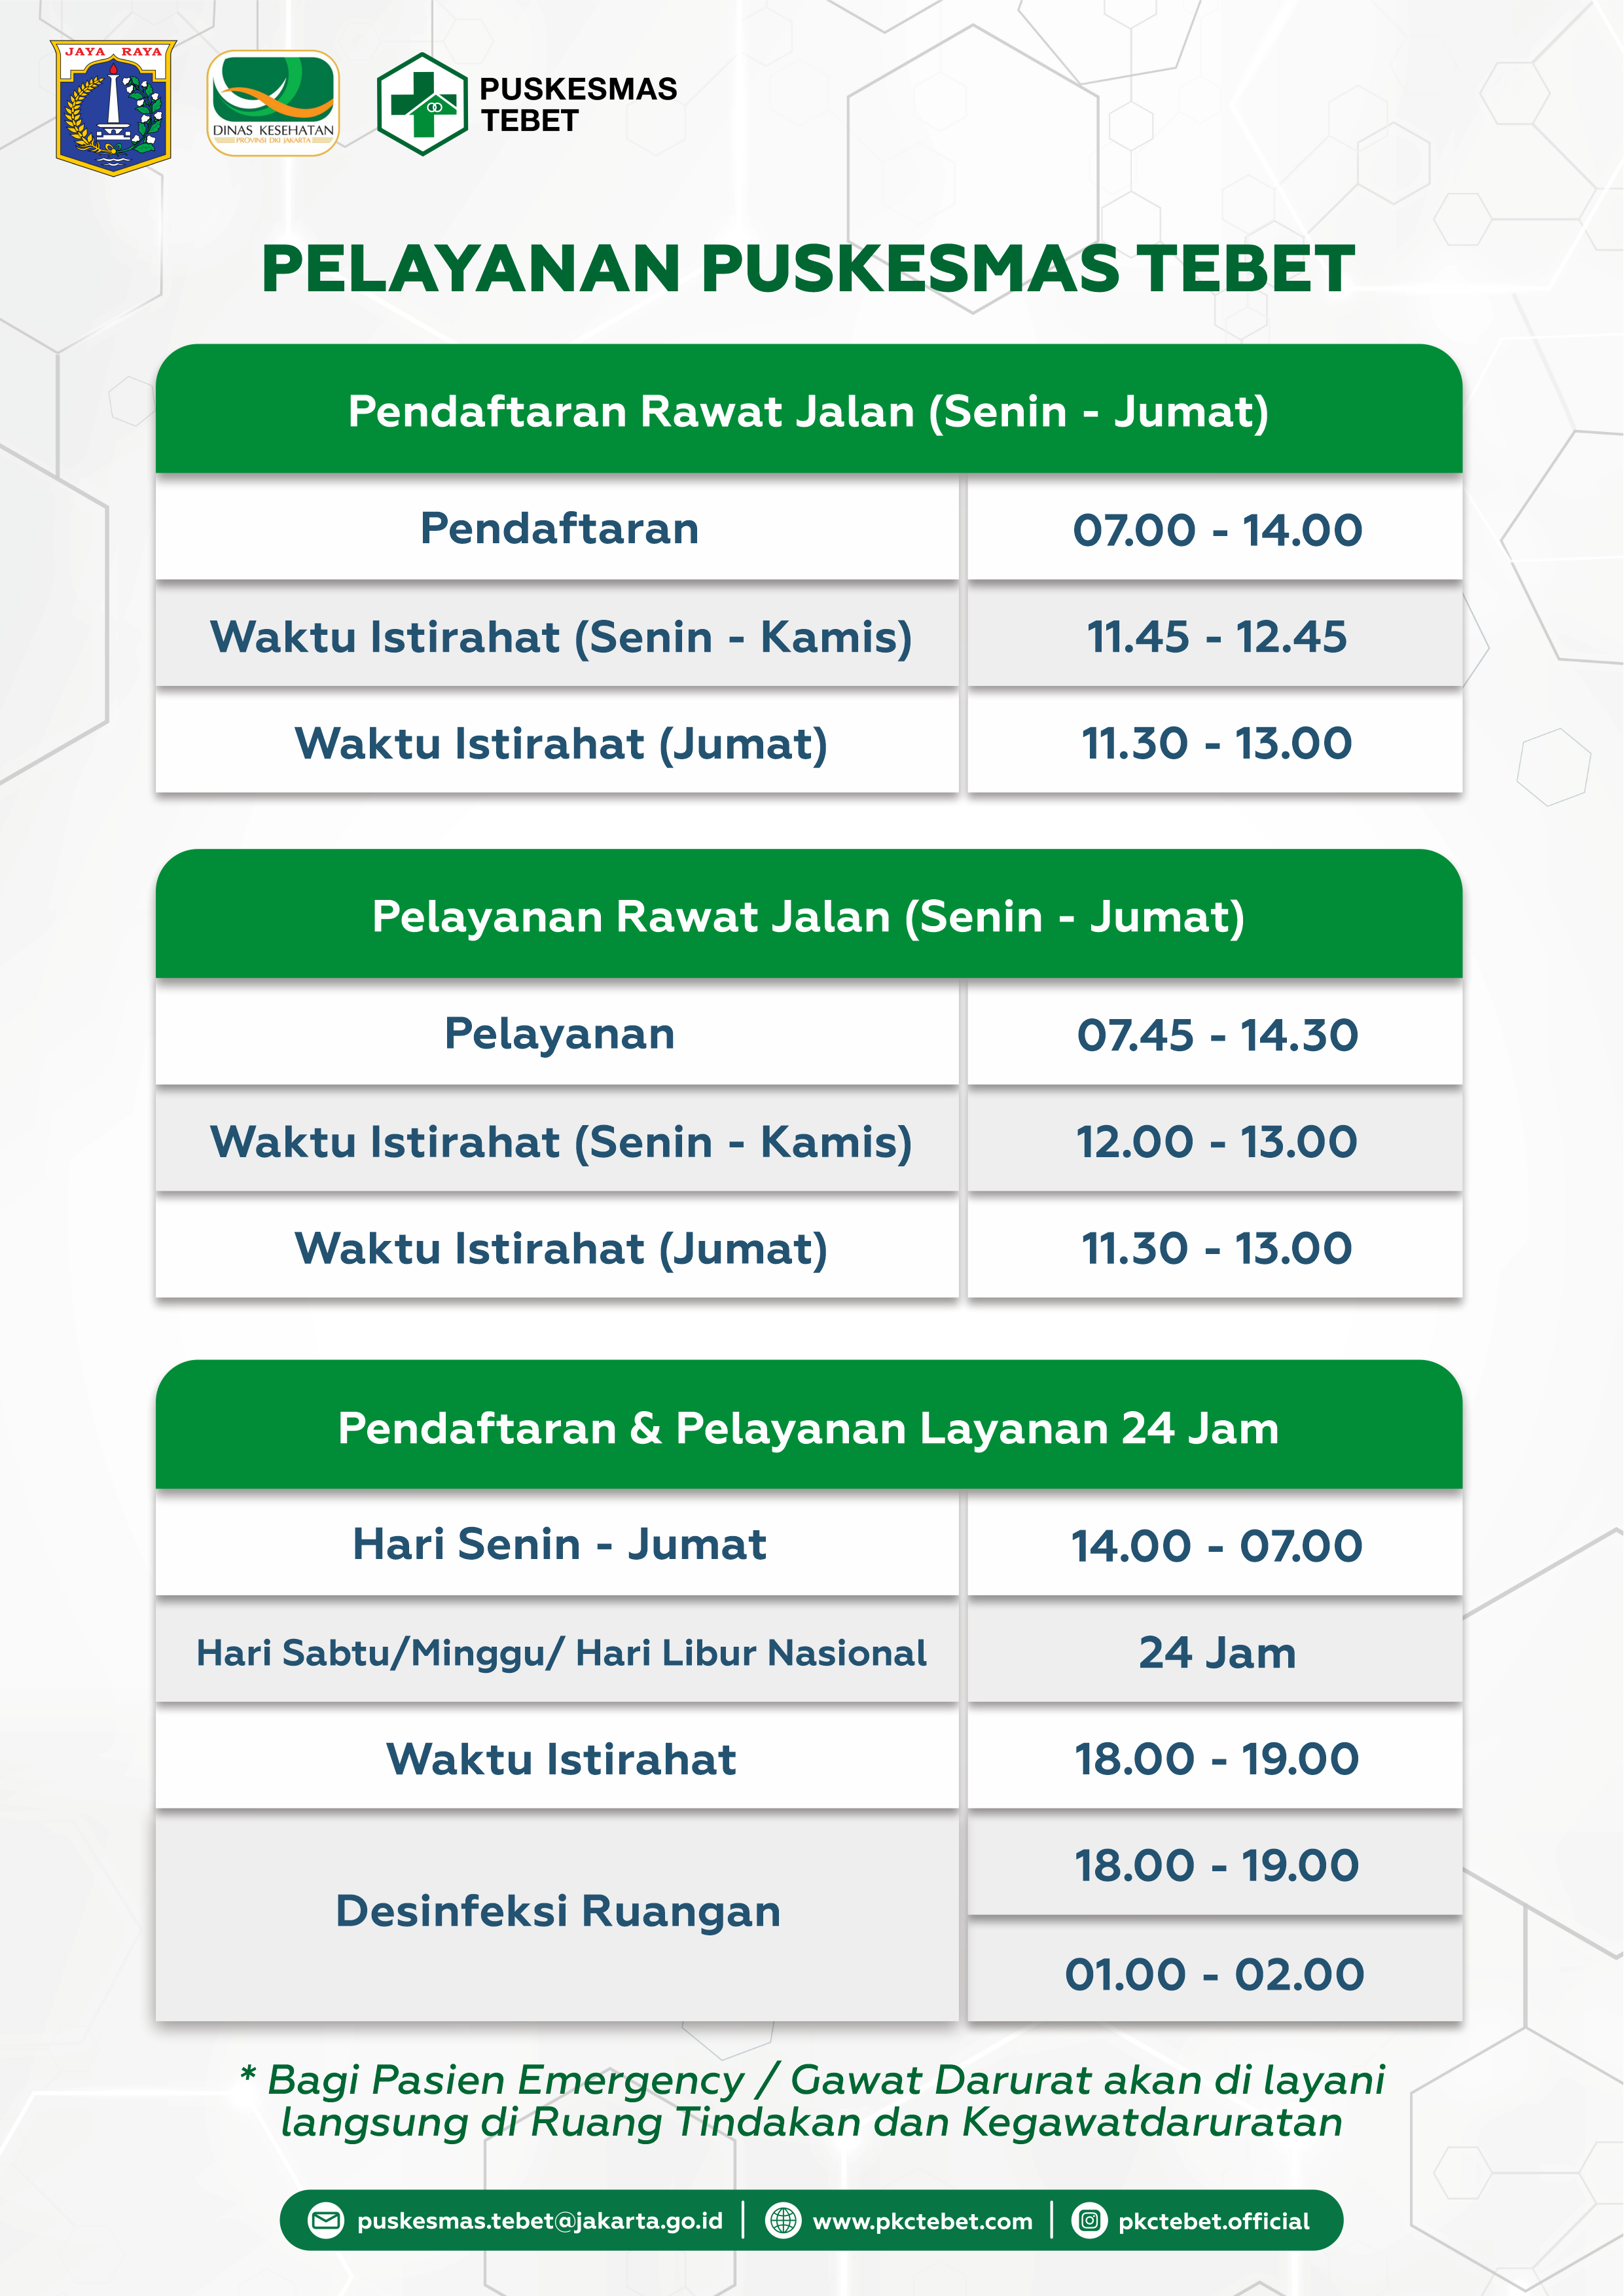 JAYA RAYA
DINAS KESEHATAN
PROVINSI DKI JAKARTA
PUSKESMAS
TEBET
PELAYANAN PUSKESMAS TEBET
Pendaftaran Rawat Jalan (Senin - Jumat)
Pendaftaran 07.00 - 14.00
Waktu Istirahat (Senin - Kamis) 11.45 - 12.45
Waktu Istirahat (Jumat) 11.30 - 13.00
Pelayanan Rawat Jalan (Senin - Jumat)
Pelayanan 07.45 - 14.30
Waktu Istirahat (Senin - Kamis) 12.00 - 13.00
Waktu Istirahat (Jumat) 11.30 - 13.00
Pendaftaran & Pelayanan Layanan 24 Jam
Hari Senin - Jumat 14.00 - 07.00
Hari Sabtu/Minggu/ Hari Libur Nasional 24 Jam
Waktu Istirahat 18.00 - 19.00
Desinfeksi Ruangan 18.00 - 19.00
01.00 - 02.00
* Bagi Pasien Emergency / Gawat Darurat akan di layani
langsung di Ruang Tindakan dan Kegawatdaruratan
puskesmas.tebet@jakarta.go.id | www.pkctebet.com | pkctebet.official